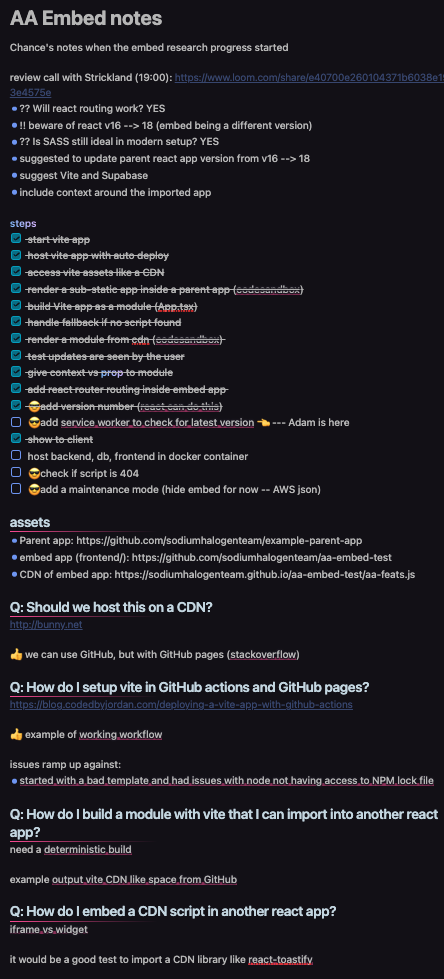 AA Embed notes
Chance's notes when the embed research progress started
review call with Strickland (19:00): https://www.loom.com/share/e40700e260104371b6038e19
3e4575e
• ?? Will react routing work? YES
• !! beware of react v16 --> 18 (embed being a different version)
• ?? Is SASS still ideal in modern setup? YES
• suggested to update parent react app version from v16 --> 18
• suggest Vite and Supabase
• include context around the imported app
steps
start vite app
host vite app with auto deploy
access vite assets like a CDN
render a sub-static app inside a parent app (codesandbox)
build Vite app as a module (App.tsx)
handle fallback if no script found
render a module from cdn (codesandbox)
test updates are seen by the user
give context vs prop to module
add react router routing inside embed app
😎add version number (react can do this)
😎add service worker to check for latest version 👈 --- Adam is here
show to client
host backend, db, frontend in docker container
😎check if script is 404
😎add a maintenance mode (hide embed for now -- AWS json)
assets
• Parent app: https://github.com/sodiumhalogenteam/example-parent-app
• embed app (frontend/): https://github.com/sodiumhalogenteam/aa-embed-test
• CDN of embed app: https://sodiumhalogenteam.github.io/aa-embed-test/aa-feats.js
Q: Should we host this on a CDN?
http://bunny.net
👍 we can use GitHub, but with GitHub pages (stackoverflow)
Q: How do I setup vite in GitHub actions and GitHub pages?
https://blog.codedbyjordan.com/deploying-a-vite-app-with-github-actions
👍 example of working workflow
issues ramp up against:
• started with a bad template and had issues with node not having access to NPM lock file
Q: How do I build a module with vite that I can import into another react
app?
need a deterministic build
example output vite CDN like space from GitHub
Q: How do I embed a CDN script in another react app?
iframe vs widget
it would be a good test to import a CDN library like react-toastify